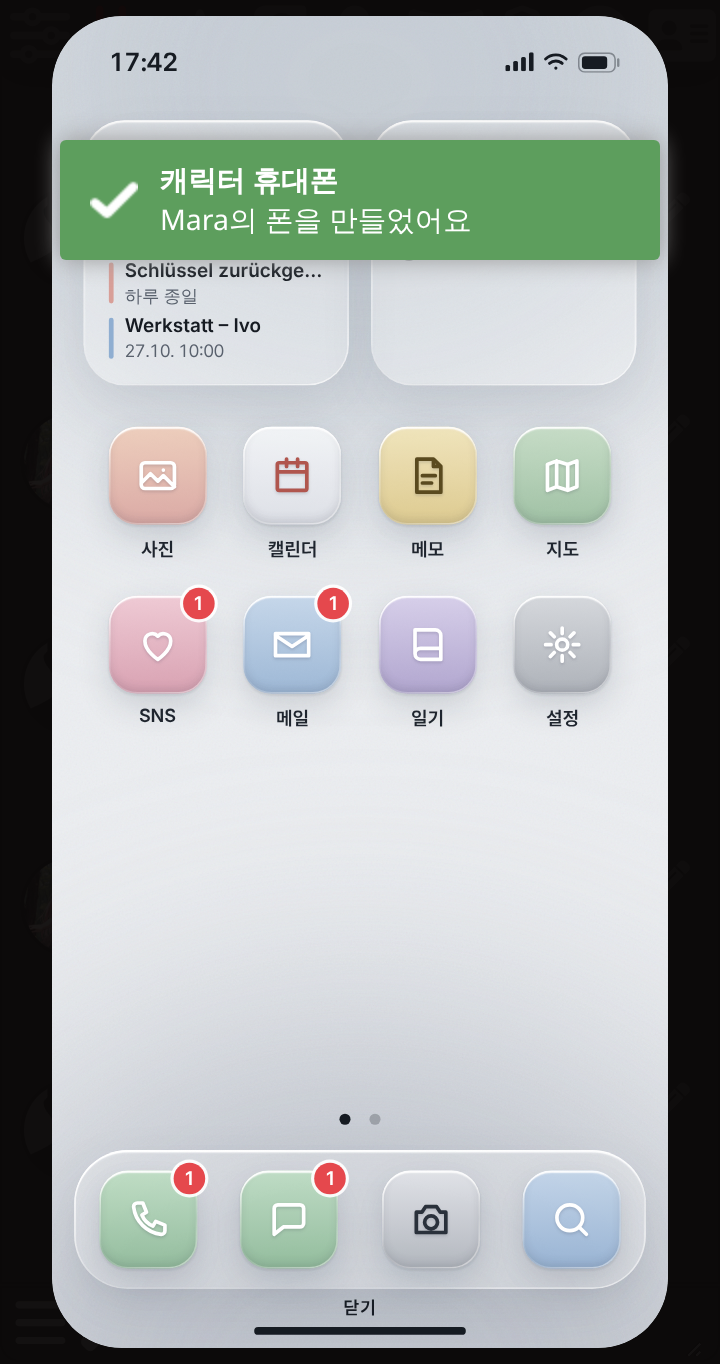 17:42
캐릭터 휴대폰
Mara의 폰을 만들었어요
Schlüssel zurückge...
하루 종일
Werkstatt – Ivo
27.10. 10:00
사진
캘린더
메모
지도
1
1
SNS
메일
일기
설정
1
1
닫기